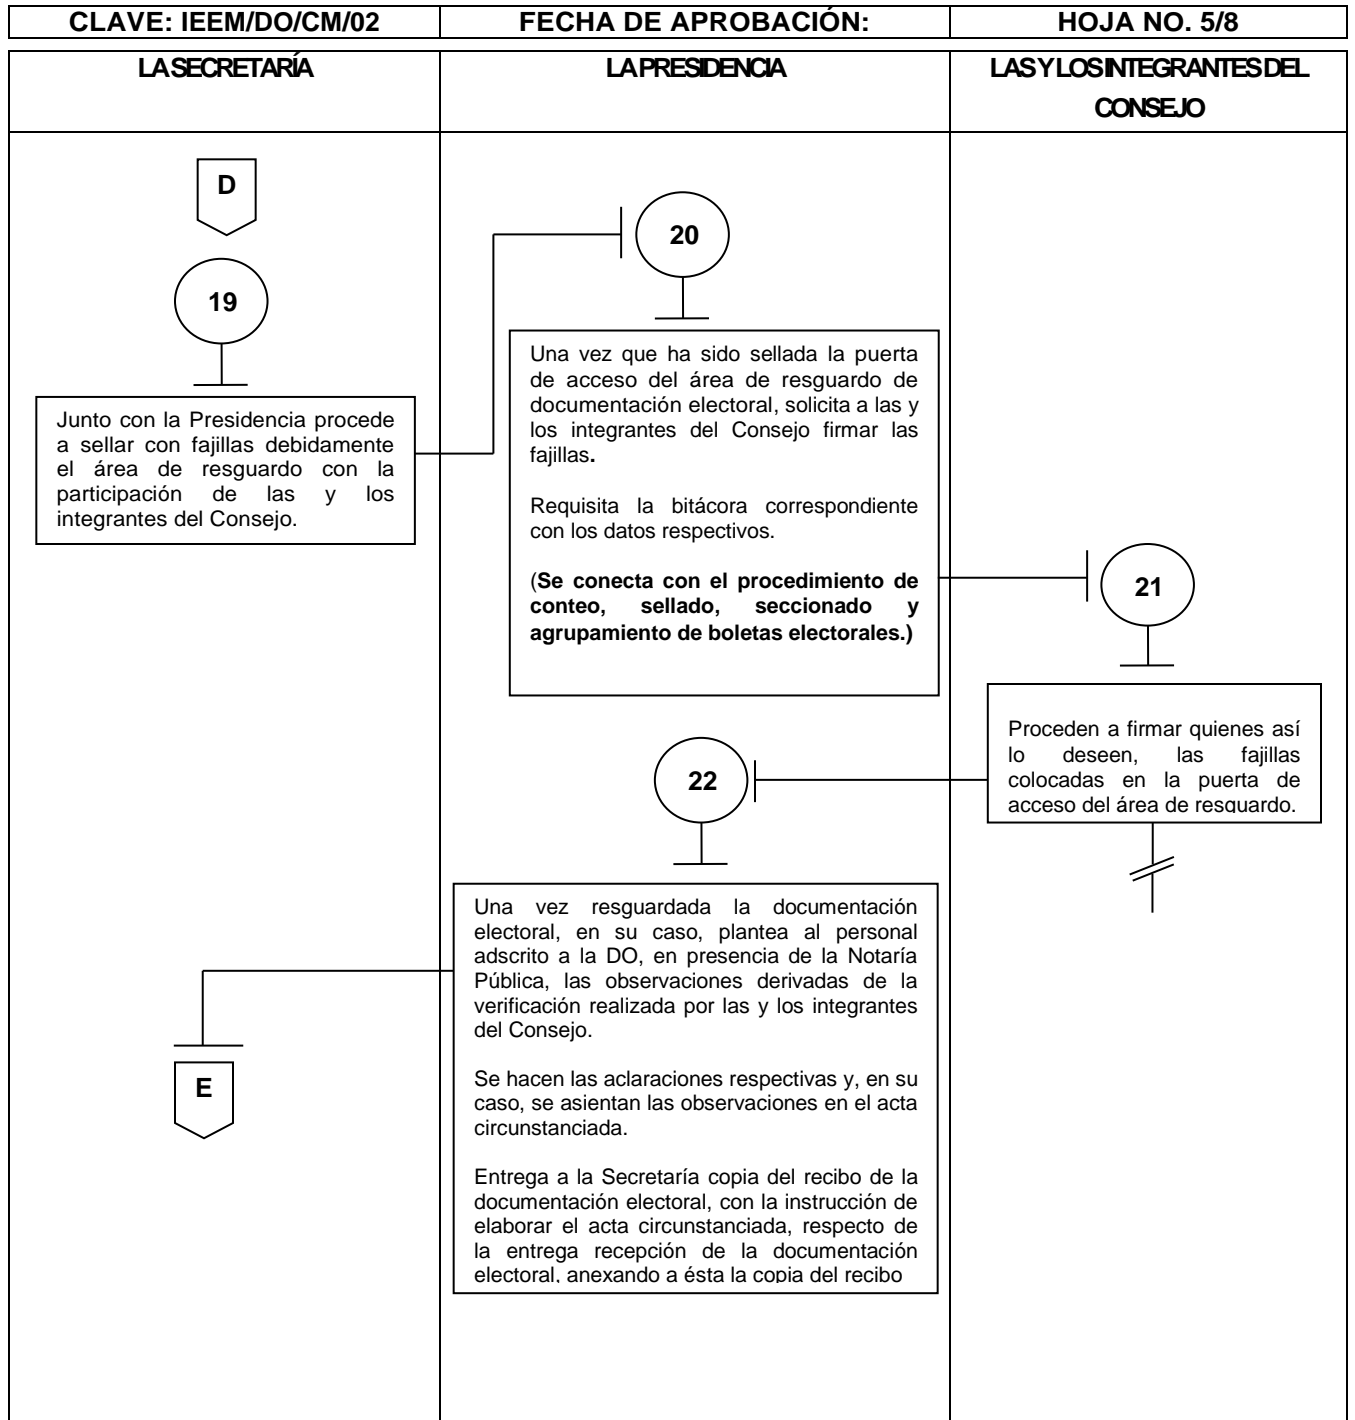 CLAVE: IEEM/DO/CM/02 FECHA DE APROBACIÓN: HOJA NO. 5/8
LA SECRETARÍA LA PRESIDENCIA LAS Y LOS INTEGRANTES DEL
CONSEJO
D
19
Junto con la Presidencia procede
a sellar con fajillas debidamente
el área de resguardo con la
participación de las y los
integrantes del Consejo.
20
Una vez que ha sido sellada la puerta
de acceso del área de resguardo de
documentación electoral, solicita a las y
los integrantes del Consejo firmar las
fajillas.
Requisita la bitácora correspondiente
con los datos respectivos.
(Se conecta con el procedimiento de
conteo, sellado, seccionado y
agrupamiento de boletas electorales.)
21
Proceden a firmar quienes así
lo deseen, las fajillas
colocadas en la puerta de
acceso del área de resguardo.
22
Una vez resguardada la documentación
electoral, en su caso, plantea al personal
adscrito a la DO, en presencia de la Notaría
Pública, las observaciones derivadas de la
verificación realizada por las y los integrantes
del Consejo.
Se hacen las aclaraciones respectivas y, en su
caso, se asientan las observaciones en el acta
circunstanciada.
Entrega a la Secretaría copia del recibo de la
documentación electoral, con la instrucción de
elaborar el acta circunstanciada, respecto de
la entrega recepción de la documentación
electoral, anexando a ésta la copia del recibo
E